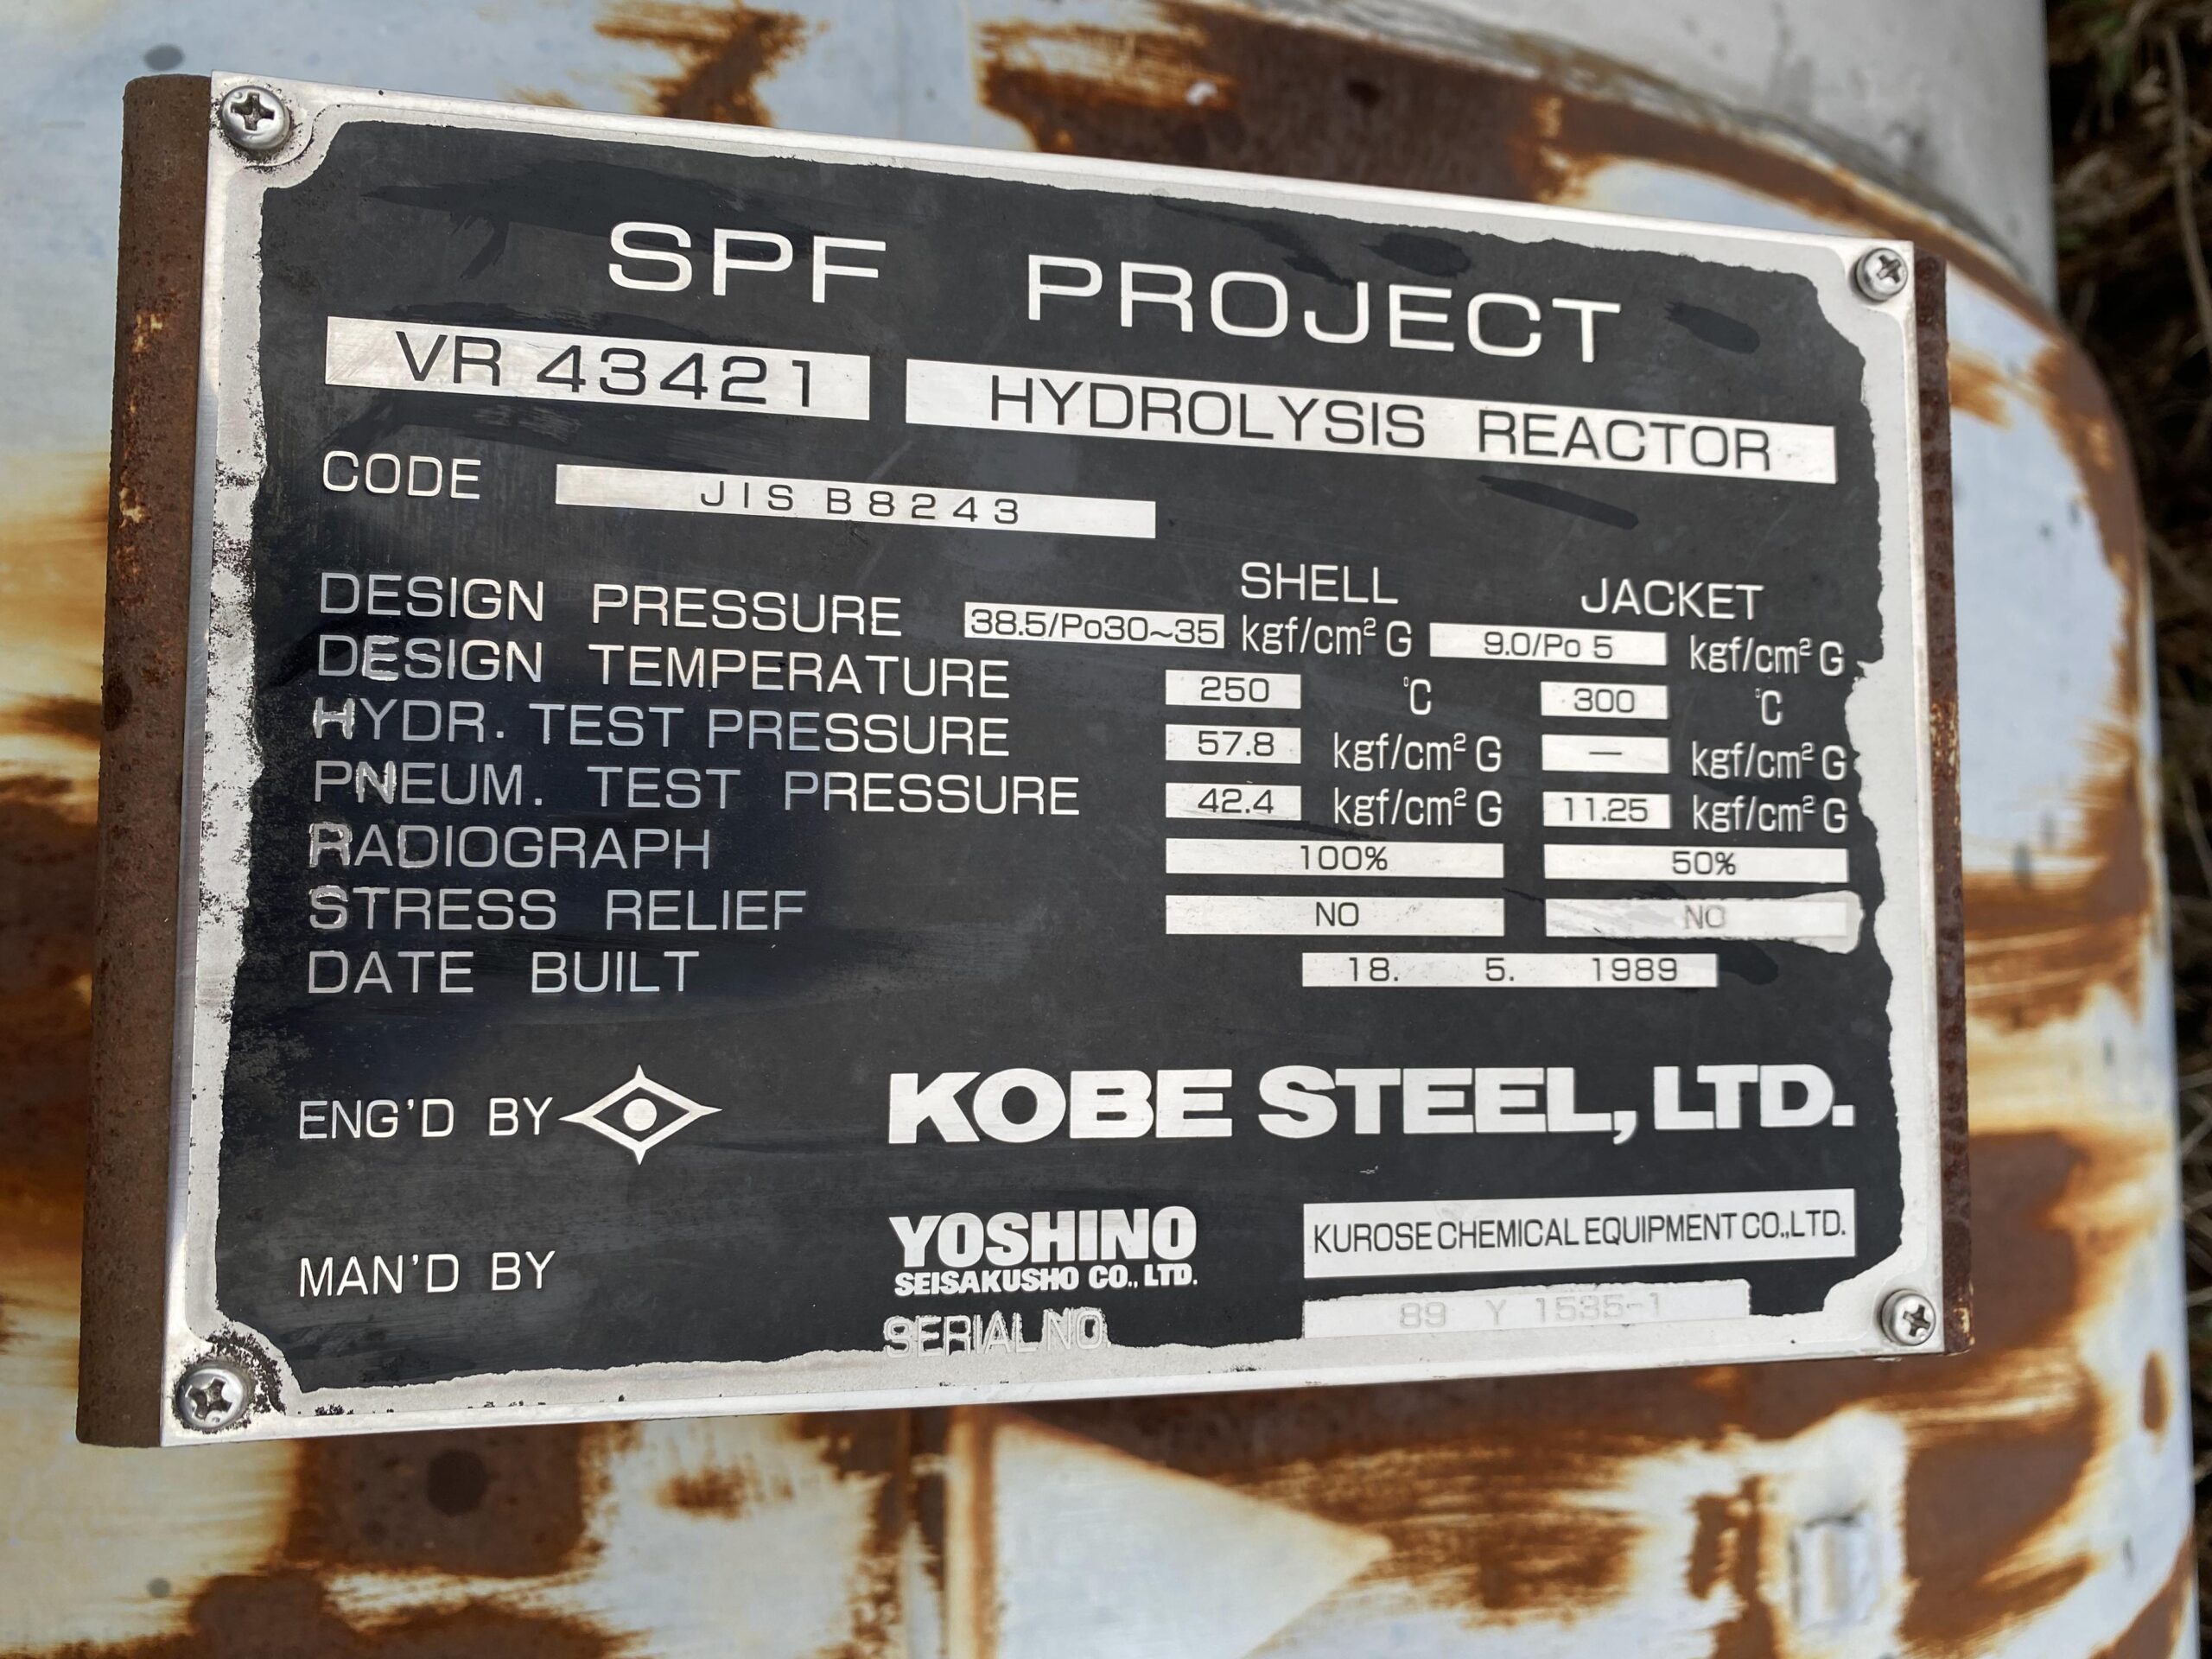 SPF PROJECT
VR 43421 HYDROLYSIS REACTOR
CODE JIS B8243
SHELL JACKET
DESIGN PRESSURE 38.5/Po30~35 kgf/cm² G 9.0/Po 5 kgf/cm² G
DESIGN TEMPERATURE 250 °C 300 °C
HYDR. TEST PRESSURE 57.8 kgf/cm² G — kgf/cm² G
PNEUM. TEST PRESSURE 42.4 kgf/cm² G 11.25 kgf/cm² G
RADIOGRAPH 100% 50%
STRESS RELIEF NO NO
DATE BUILT 18. 5. 1989
ENG'D BY KOBE STEEL, LTD.
MAN'D BY YOSHINO SEISAKUSHO CO., LTD. KUROSE CHEMICAL EQUIPMENT CO.,LTD.
SERIAL NO. 89 Y 1535-1